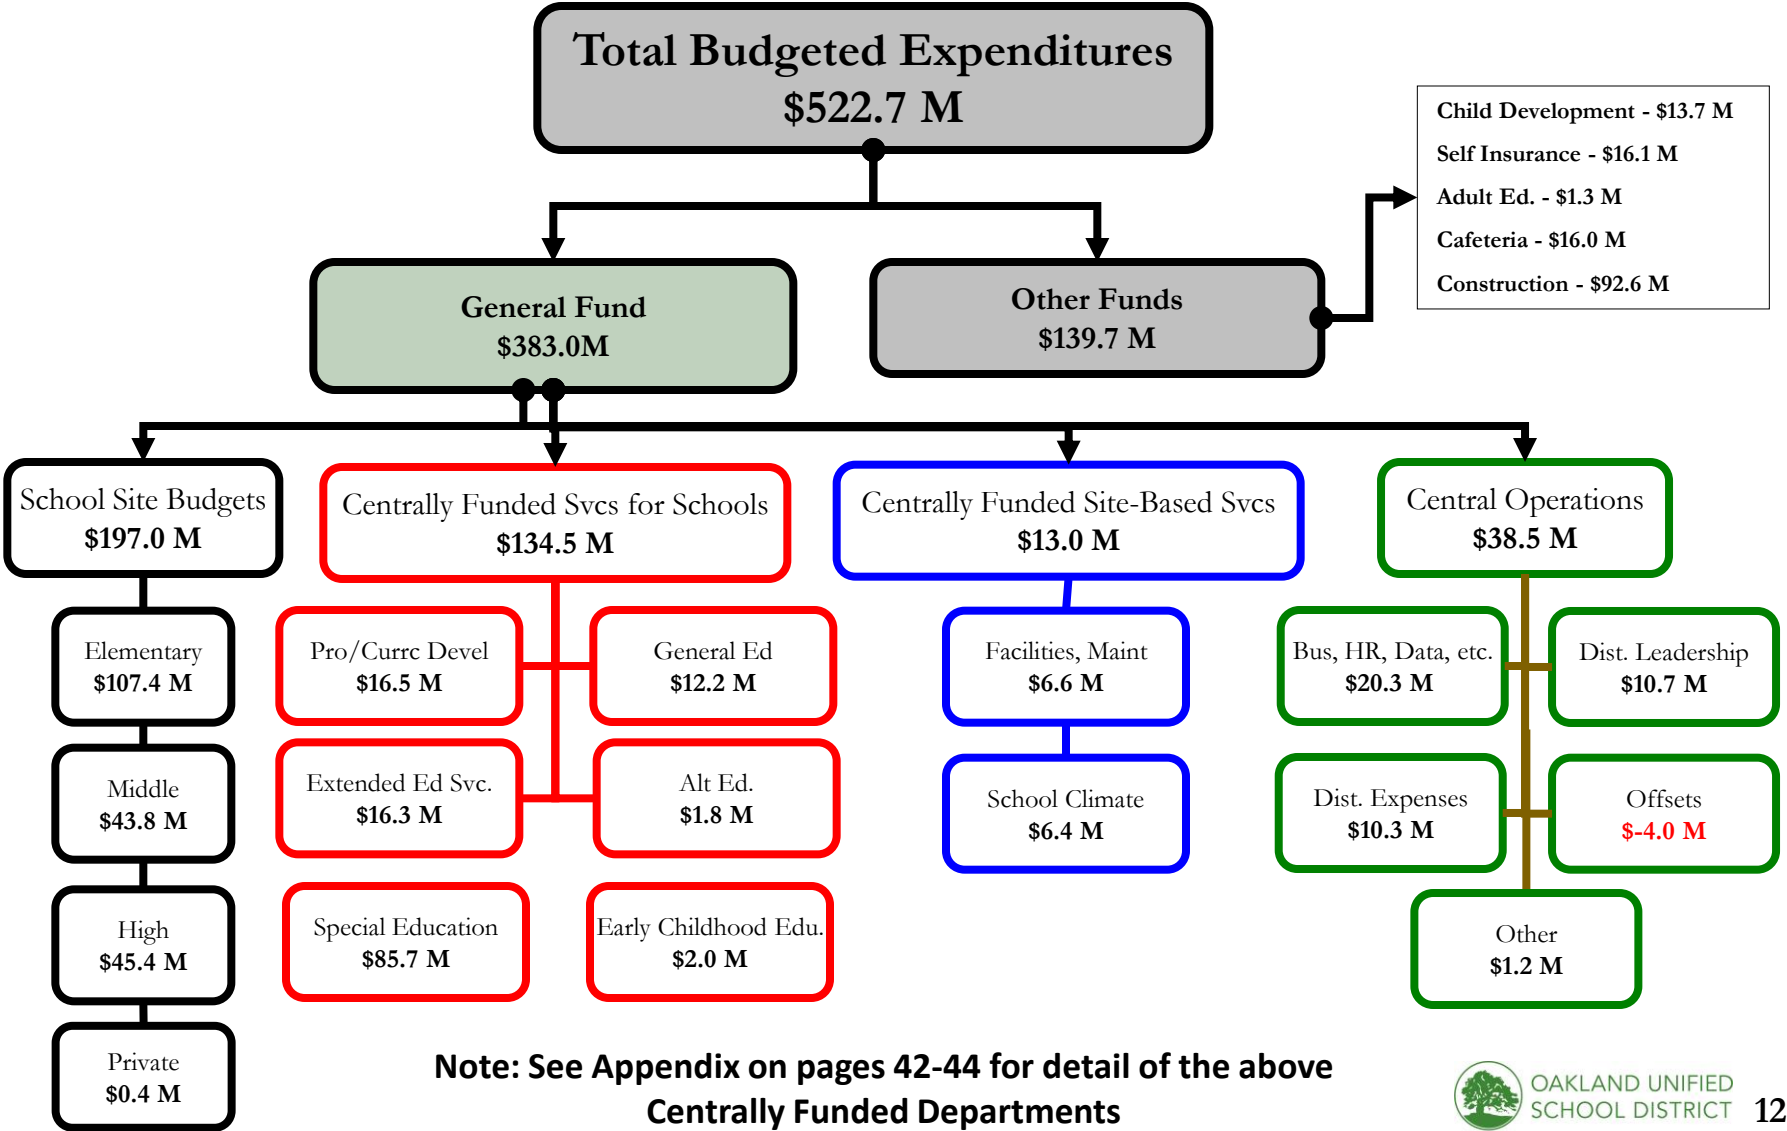 Total Budgeted Expenditures
$522.7 M
Child Development - $13.7 M
Self Insurance - $16.1 M
Adult Ed. - $1.3 M
Cafeteria - $16.0 M
Construction - $92.6 M
General Fund
$383.0M
Other Funds
$139.7 M
School Site Budgets
$197.0 M
Centrally Funded Svcs for Schools
$134.5 M
Centrally Funded Site-Based Svcs
$13.0 M
Central Operations
$38.5 M
Elementary
$107.4 M
Pro/Currc Devel
$16.5 M
General Ed
$12.2 M
Facilities, Maint
$6.6 M
Bus, HR, Data, etc.
$20.3 M
Dist. Leadership
$10.7 M
Middle
$43.8 M
Extended Ed Svc.
$16.3 M
Alt Ed.
$1.8 M
School Climate
$6.4 M
Dist. Expenses
$10.3 M
Offsets
$-4.0 M
High
$45.4 M
Special Education
$85.7 M
Early Childhood Edu.
$2.0 M
Other
$1.2 M
Private
$0.4 M
Note: See Appendix on pages 42-44 for detail of the above
Centrally Funded Departments
OAKLAND UNIFIED
SCHOOL DISTRICT
12